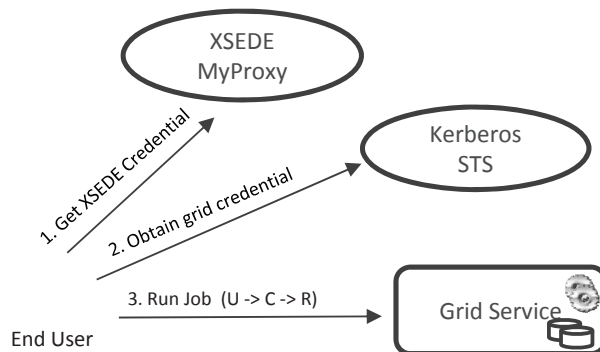 XSEDE
MyProxy
Kerberos
STS
1. Get XSEDE Credential
2. Obtain grid credential
3. Run Job (U -> C -> R)
Grid Service
End User